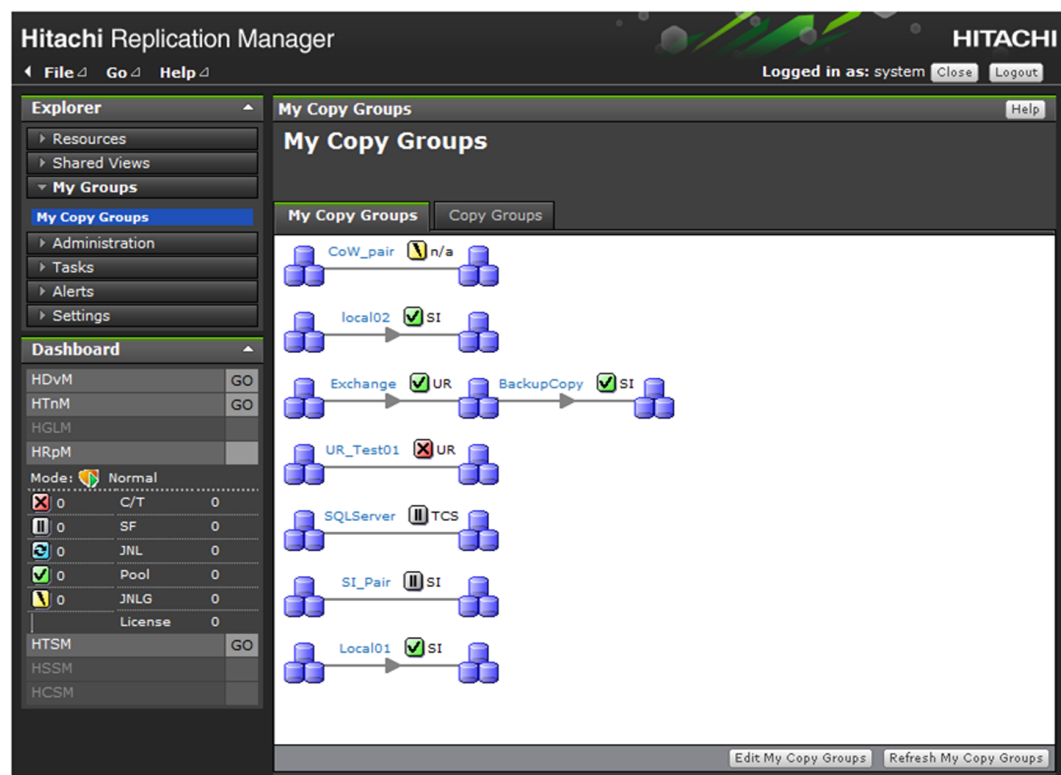 Hitachi Replication Manager
HITACHI
File Go Help
Logged in as: system Close Logout
Explorer
Resources
Shared Views
My Groups
My Copy Groups
Administration
Tasks
Alerts
Settings
Dashboard
HDvM GO
HTnM GO
HGLM
HRpM
Mode: Normal
0 C/T 0
0 SF 0
0 JNL 0
0 Pool 0
0 JNLG 0
License 0
HTSM GO
HSSM
HCSM
My Copy Groups Help
My Copy Groups
My Copy Groups Copy Groups
CoW_pair n/a
local02 SI
Exchange UR BackupCopy SI
UR_Test01 UR
SQLServer TCS
SI_Pair SI
Local01 SI
Edit My Copy Groups Refresh My Copy Groups